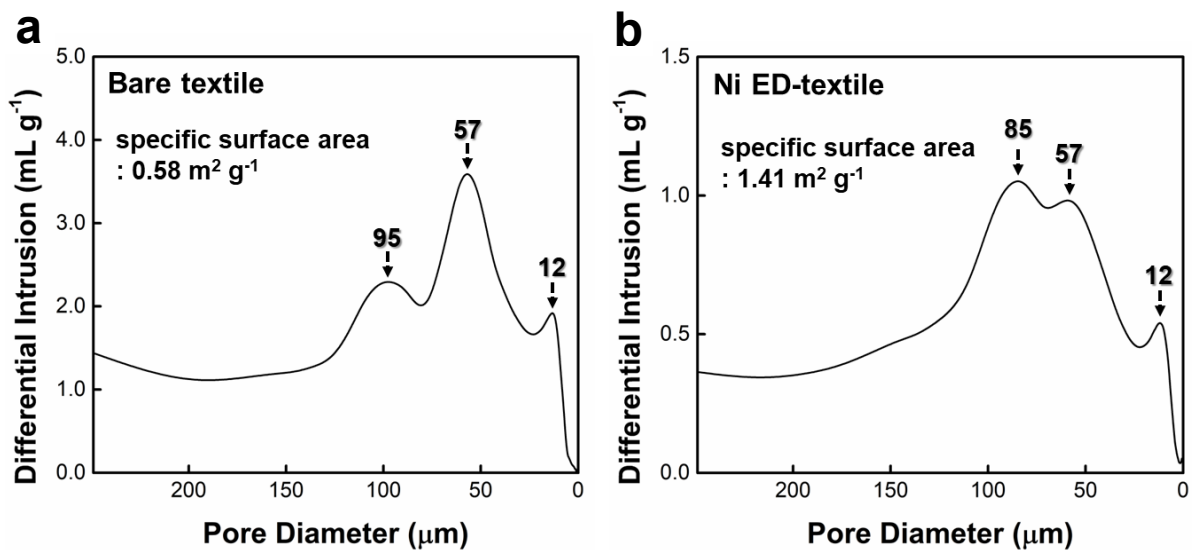 a
Bare textile
specific surface area
: 0.58 m² g⁻¹
95
57
12
5.0
4.0
3.0
2.0
1.0
0.0
200
150
100
50
0
Differential Intrusion (mL g⁻¹)
Pore Diameter (μm)
b
Ni ED-textile
specific surface area
: 1.41 m² g⁻¹
85
57
12
1.5
1.0
0.5
0.0
200
150
100
50
0
Differential Intrusion (mL g⁻¹)
Pore Diameter (μm)